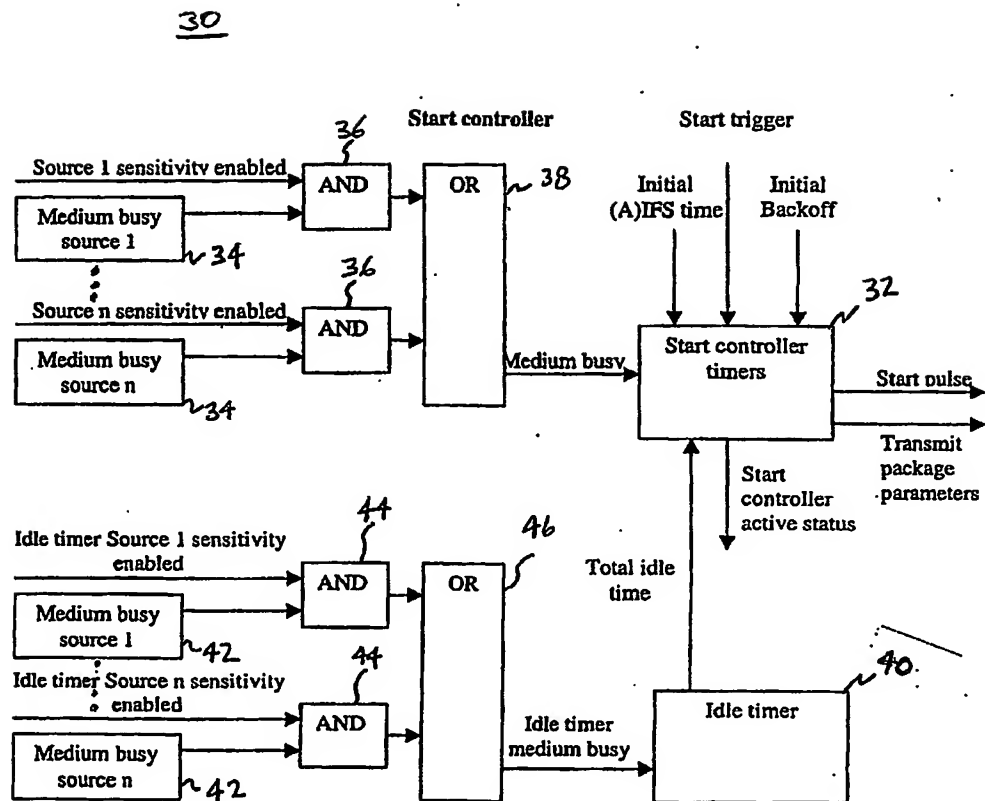 30
Start controller
Start trigger
36
Source 1 sensitivity enabled
AND
OR
38
Initial
(A)IFS time
Initial
Backoff
Medium busy
source 1
34
36
Source n sensitivity enabled
AND
32
Medium busy
source n
34
Medium busy
Start controller
timers
Start pulse
Transmit
package
parameters
Start
controller
active status
44
46
Idle timer Source 1 sensitivity
enabled
AND
OR
Total idle
time
Medium busy
source 1
42
44
40
Idle timer Source n sensitivity
enabled
AND
Idle timer
medium busy
Idle timer
Medium busy
source n
42